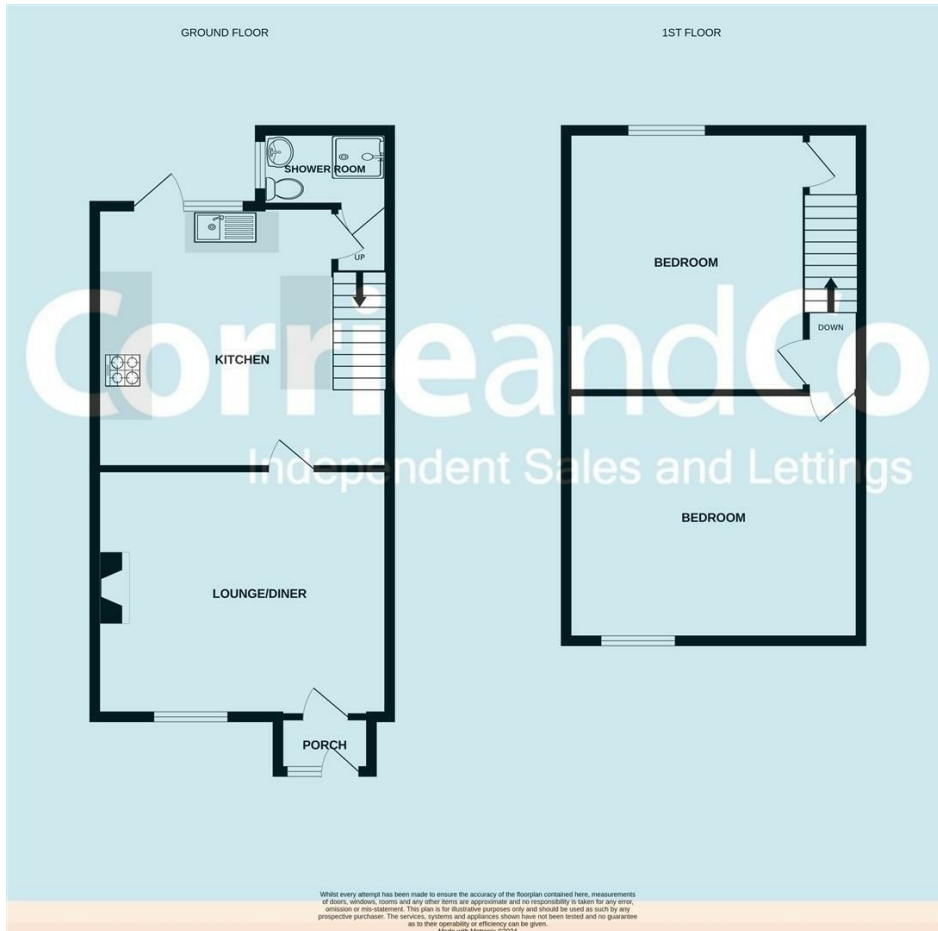 GROUND FLOOR
1ST FLOOR
SHOWER ROOM
UP
BEDROOM
DOWN
KITCHEN
CorrieandCo
Independent Sales and Lettings
BEDROOM
LOUNGE/DINER
PORCH
Whilst every attempt has been made to ensure the accuracy of the floorplan contained here, measurements
of doors, windows, rooms and any other items are approximate and no responsibility is taken for any error,
omission or mis-statement. This plan is for illustrative purposes only and should be used as such by any
prospective purchaser. The services, systems and appliances shown have not been tested and no guarantee
as to their operability or efficiency can be given.
Made with Metropix ©2024